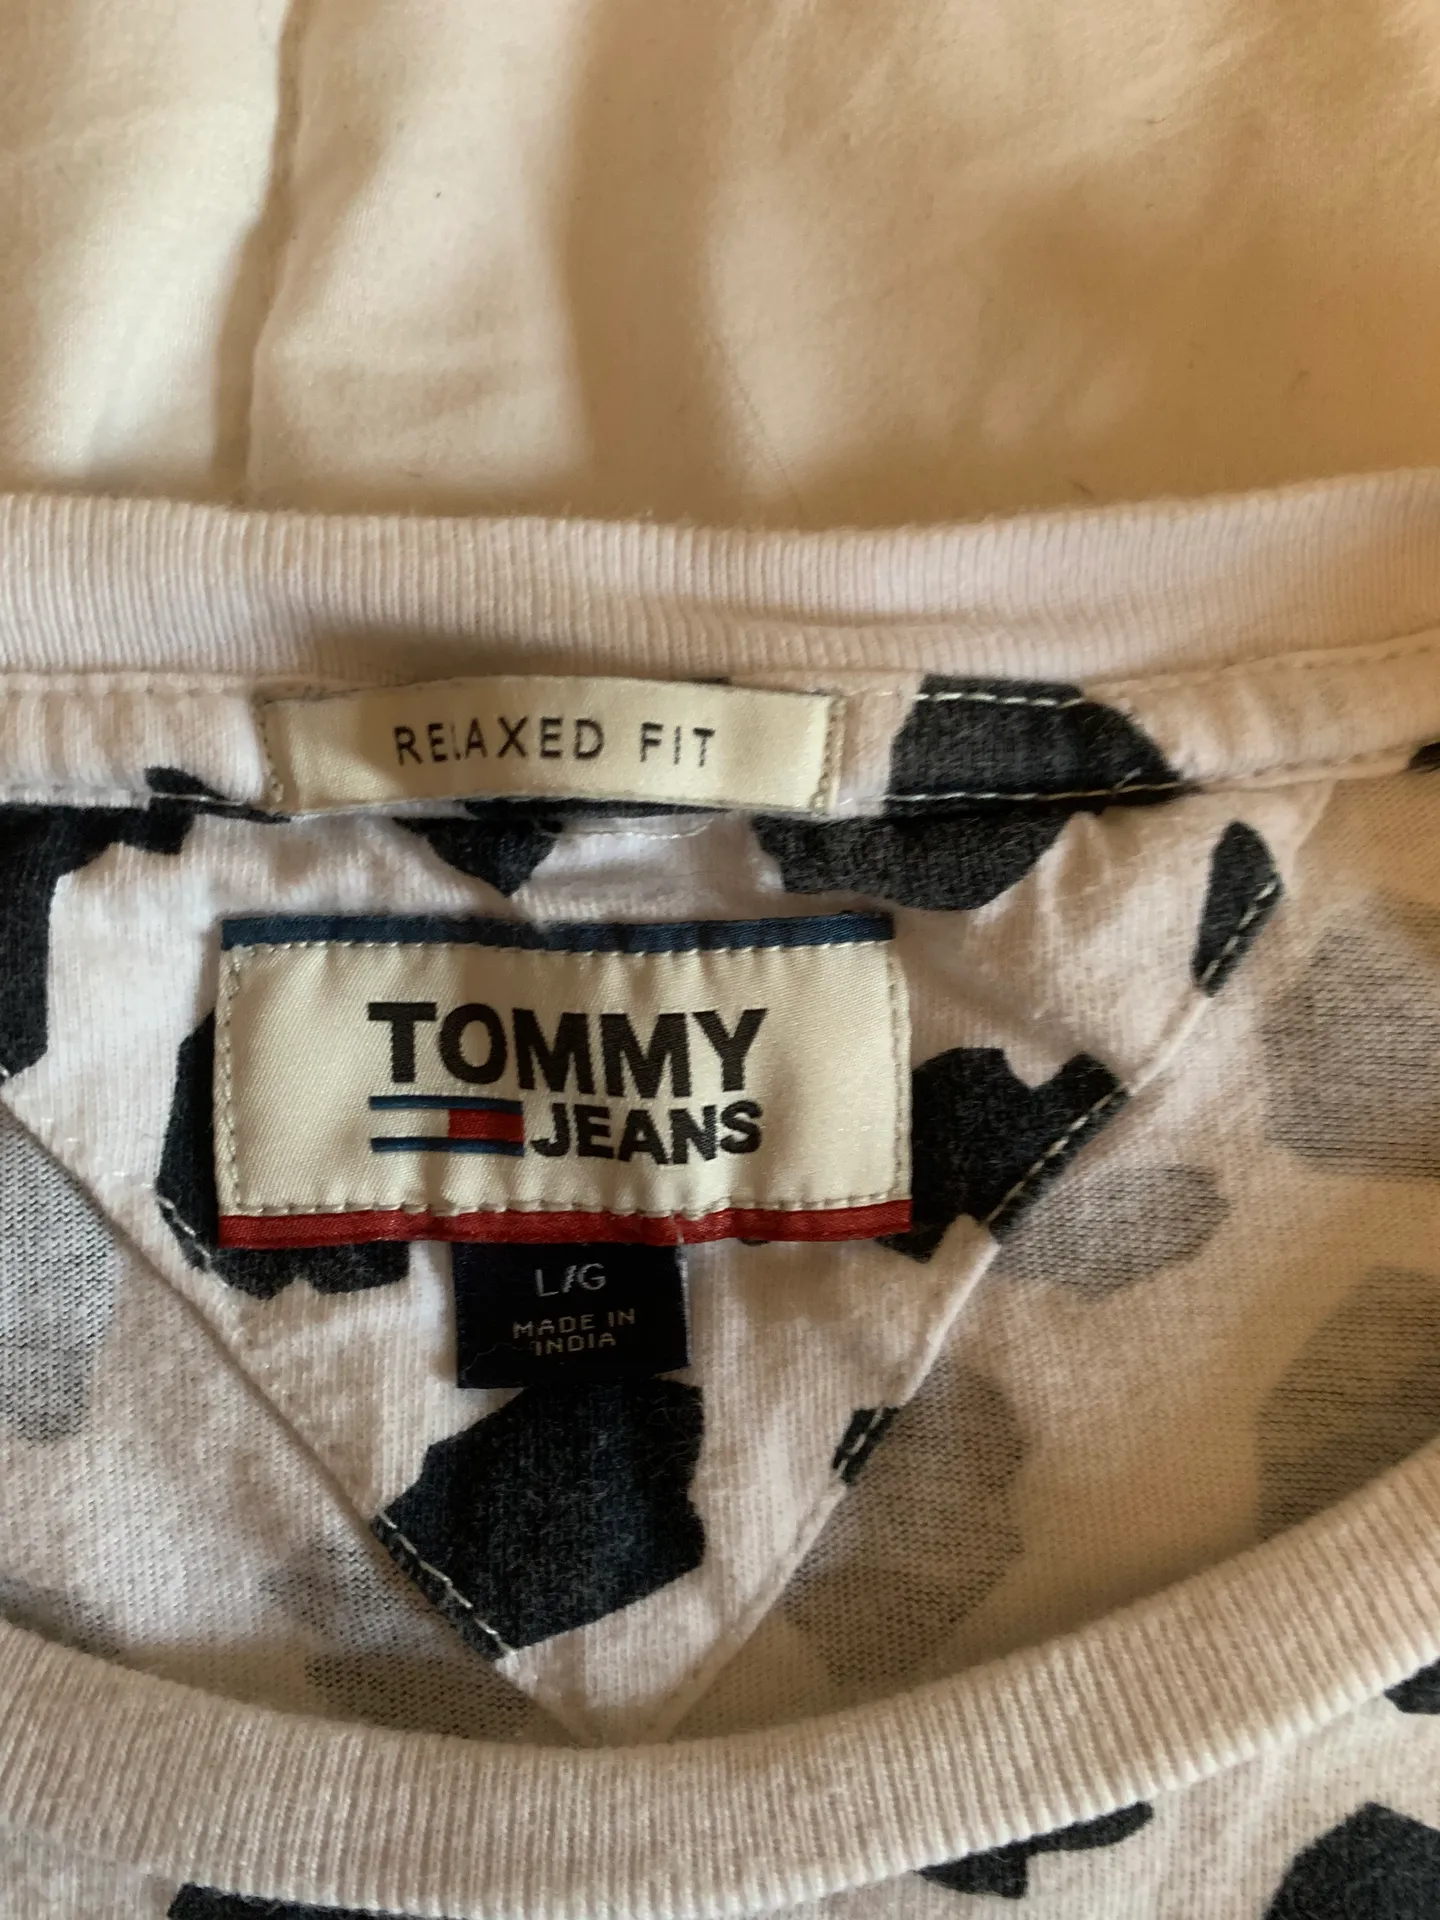 RELAXED FIT
TOMMY
JEANS
L/G
MADE IN
INDIA